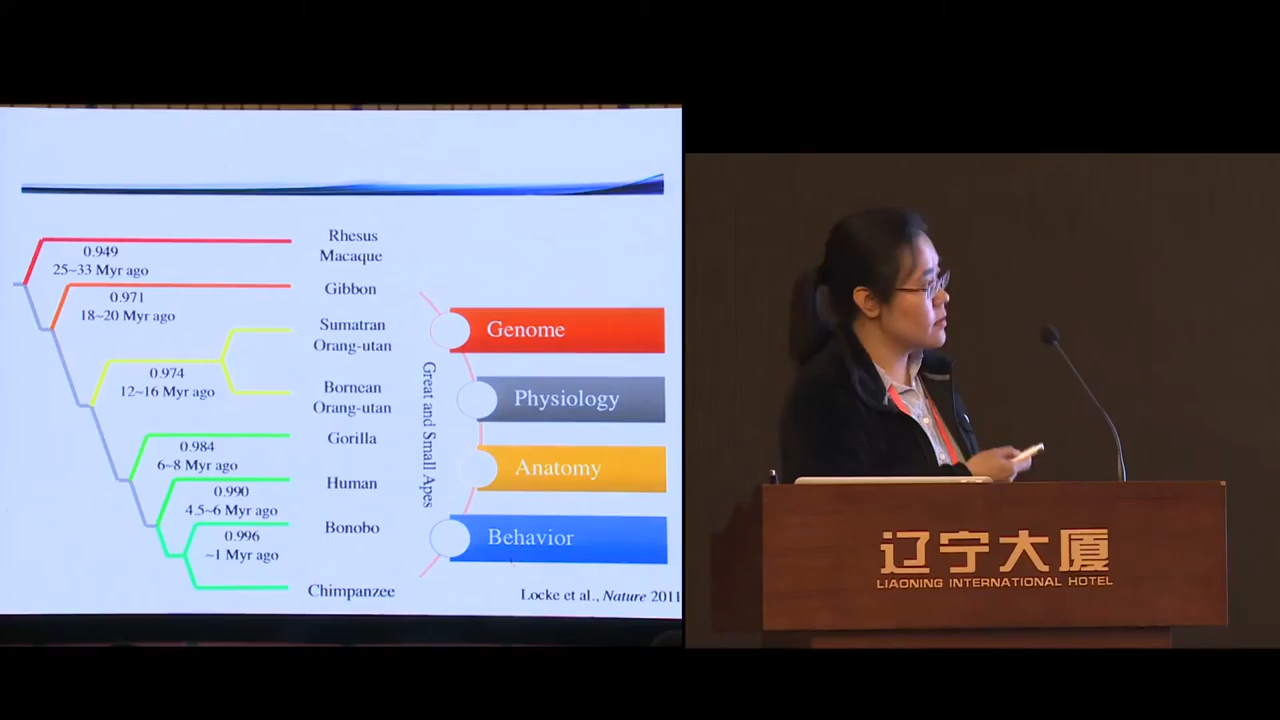 Rhesus
Macaque
0.949
25~33 Myr ago
Gibbon
0.971
18~20 Myr ago
Sumatran
Orang-utan
0.974
12~16 Myr ago
Bornean
Orang-utan
Gorilla
0.984
6~8 Myr ago
Human
0.990
4.5~6 Myr ago
Bonobo
0.996
~1 Myr ago
Chimpanzee
Great and Small Apes
Genome
Physiology
Anatomy
Behavior
Locke et al., Nature 2011
辽宁大厦
LIAONING INTERNATIONAL HOTEL